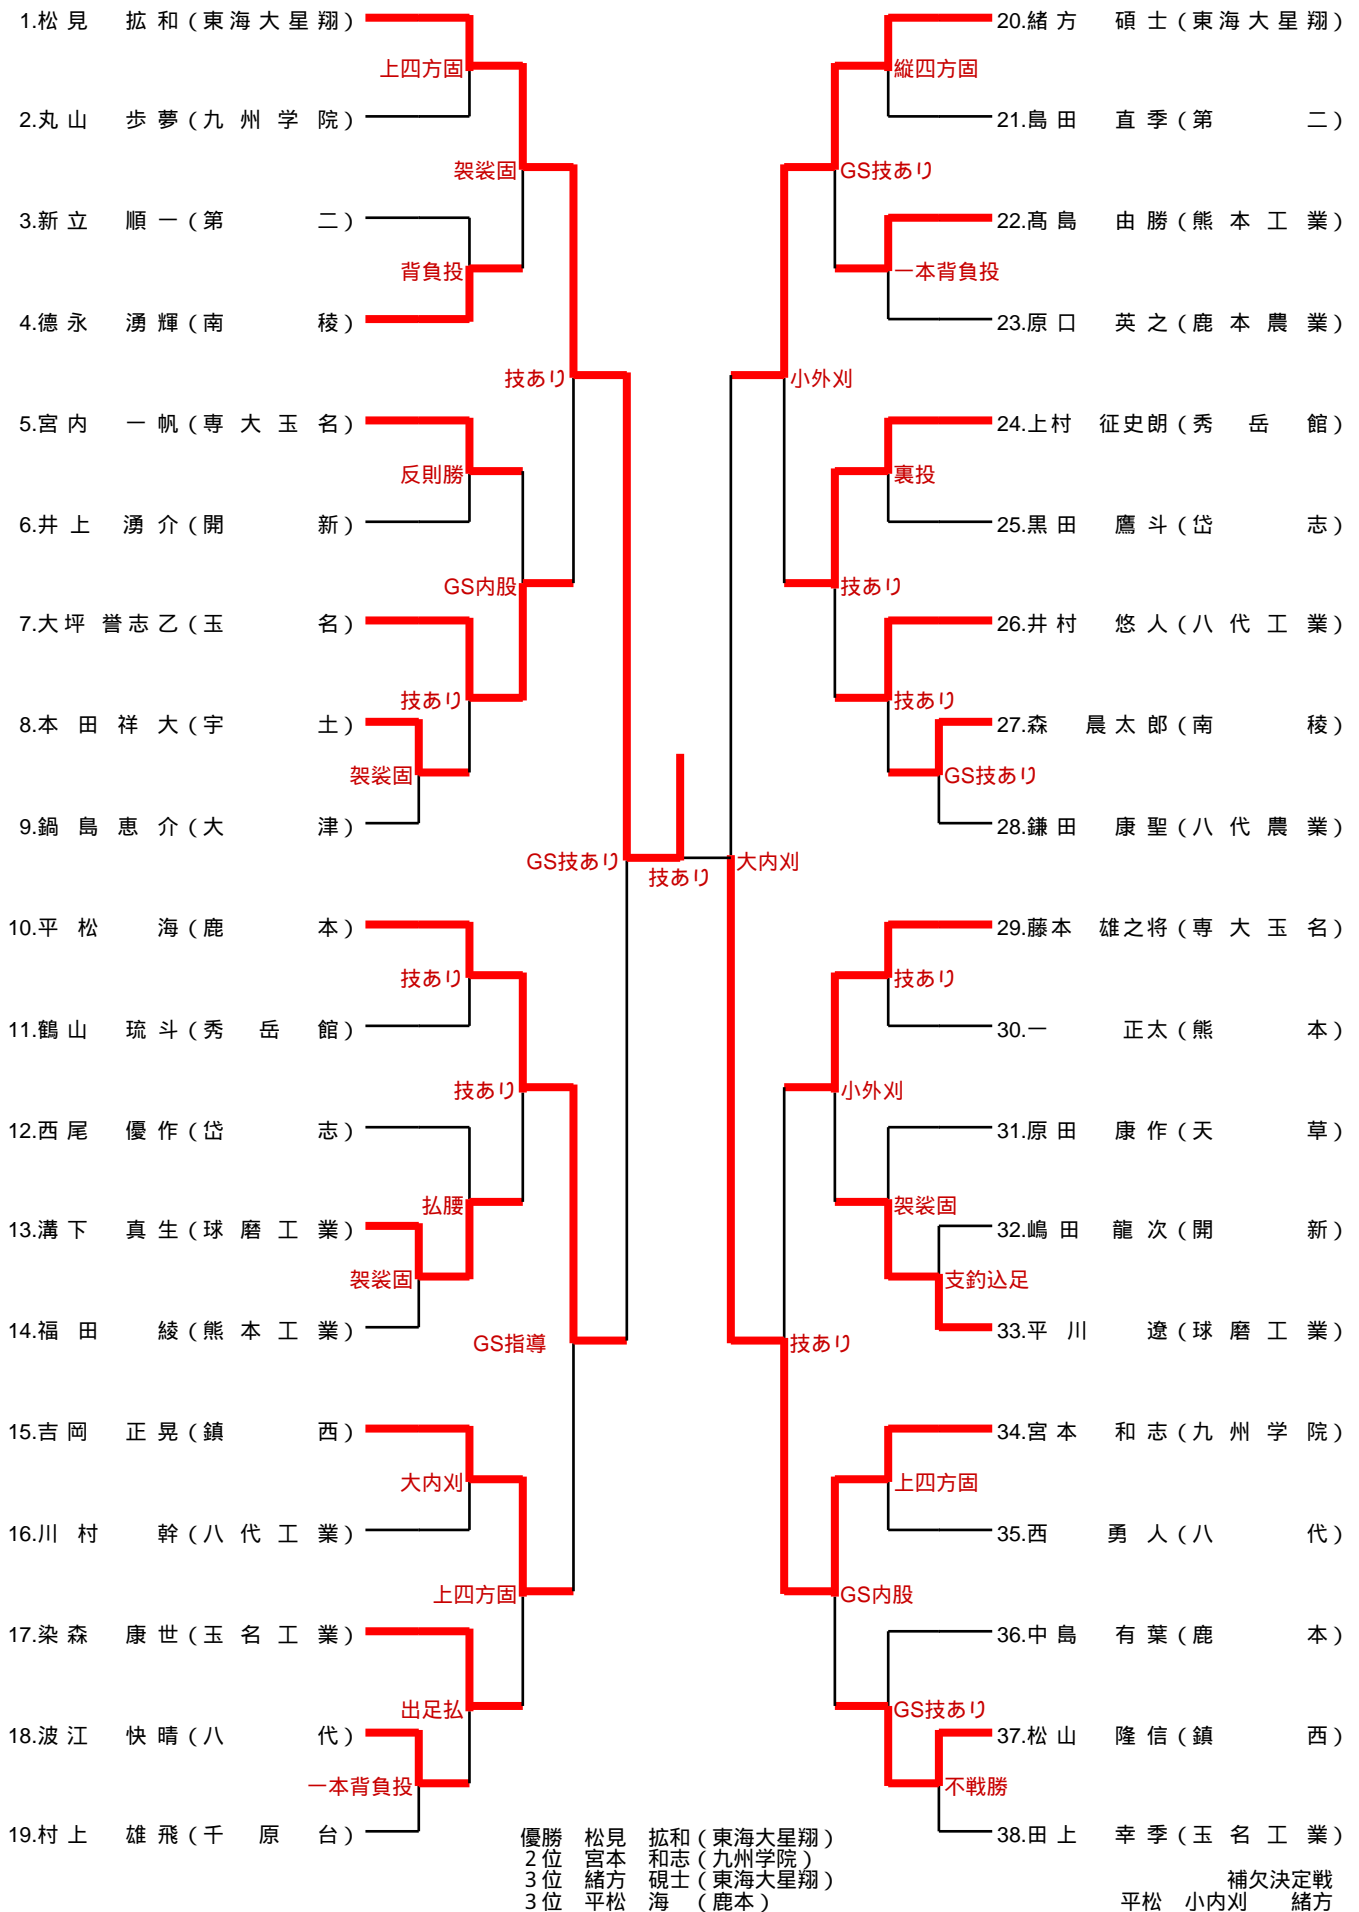 1.松見 拡和(東海大星翔)
上四方固
2.丸山 歩夢(九州学院)
袈裟固
3.新立 順一(第二)
背負投
4.德永 湧輝(南稜)
技あり
5.宮内 一帆(専大玉名)
反則勝
6.井上 湧介(開新)
GS内股
7.大坪 誉志乙(玉名)
技あり
8.本田祥大(宇土)
袈裟固
9.鍋島恵介(大津)
GS技あり
技あり
10.平松 海(鹿本)
技あり
11.鶴山 琉斗(秀岳館)
技あり
12.西尾 優作(岱志)
払腰
13.溝下 真生(球磨工業)
袈裟固
14.福田 綾(熊本工業)
GS指導
15.吉岡 正晃(鎮西)
大内刈
16.川村 幹(八代工業)
上四方固
17.染森 康世(玉名工業)
出足払
18.波江 快晴(八代)
一本背負投
19.村上 雄飛(千原台)
20.緒方 碩士(東海大星翔)
縦四方固
21.島田 直季(第二)
GS技あり
22.髙島 由勝(熊本工業)
一本背負投
23.原口 英之(鹿本農業)
小外刈
24.上村 征史朗(秀岳館)
裏投
25.黒田 鷹斗(岱志)
技あり
26.井村 悠人(八代工業)
技あり
27.森 晨太郎(南稜)
GS技あり
28.鎌田 康聖(八代農業)
大内刈
29.藤本 雄之将(専大玉名)
技あり
30.一 正太(熊本)
小外刈
31.原田 康作(天草)
袈裟固
32.嶋田 龍次(開新)
支釣込足
33.平川 遼(球磨工業)
技あり
34.宮本 和志(九州学院)
上四方固
35.西 勇人(八代)
GS内股
36.中島 有葉(鹿本)
GS技あり
37.松山 隆信(鎮西)
不戦勝
38.田上 幸季(玉名工業)
優勝 松見 拡和(東海大星翔)
2位 宮本 和志(九州学院)
3位 緒方 硯士(東海大星翔)
3位 平松 海 (鹿本)
補欠決定戦
平松 小内刈 緒方